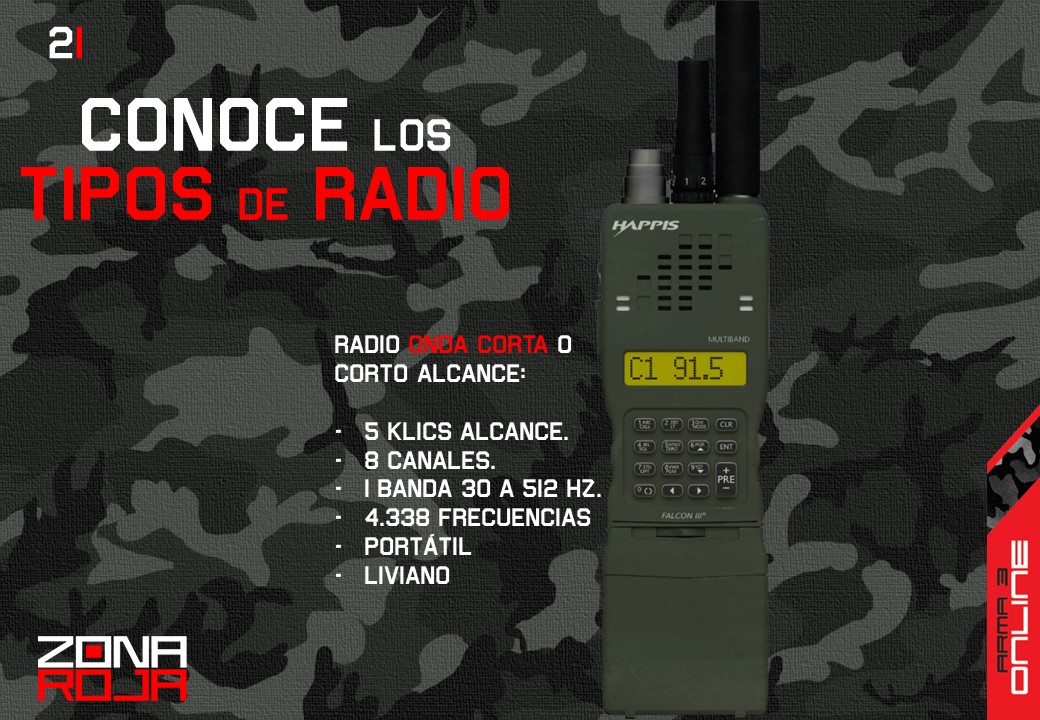 2|
CONOCE LOS
TIPOS DE RADIO
1 2
HAPPIS
MULTIBAND
C1 91.5
RADIO ONDA CORTA O
CORTO ALCANCE:
- 5 KLICS ALCANCE.
- 8 CANALES.
- 1 BANDA 30 A 512 HZ.
- 4.338 FRECUENCIAS
- PORTÁTIL
- LIVIANO
CLR
ENT
PRE
FALCON III®
ZONA
ROJA
ARMA 3
ONLINE